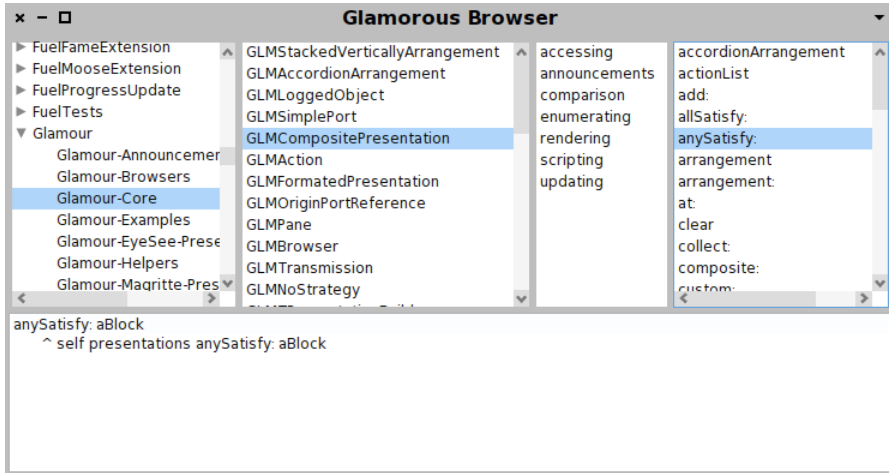 Glamorous Browser
FuelFameExtension
FuelMooseExtension
FuelProgressUpdate
FuelTests
Glamour
Glamour-Announcemer
Glamour-Browsers
Glamour-Core
Glamour-Examples
Glamour-EyeSee-Prese
Glamour-Helpers
Glamour-Magritte-Pres
GLMStackedVerticallyArrangement
GLMAccordionArrangement
GLMLoggedObject
GLMSimplePort
GLMCompositePresentation
GLMAction
GLMFormatedPresentation
GLMOriginPortReference
GLMPane
GLMBrowser
GLMTransmission
GLMNoStrategy
accessing
announcements
comparison
enumerating
rendering
scripting
updating
accordionArrangement
actionList
add:
allSatisfy:
anySatisfy:
arrangement
arrangement:
at:
clear
collect:
composite:
custom:
anySatisfy: aBlock
^ self presentations anySatisfy: aBlock